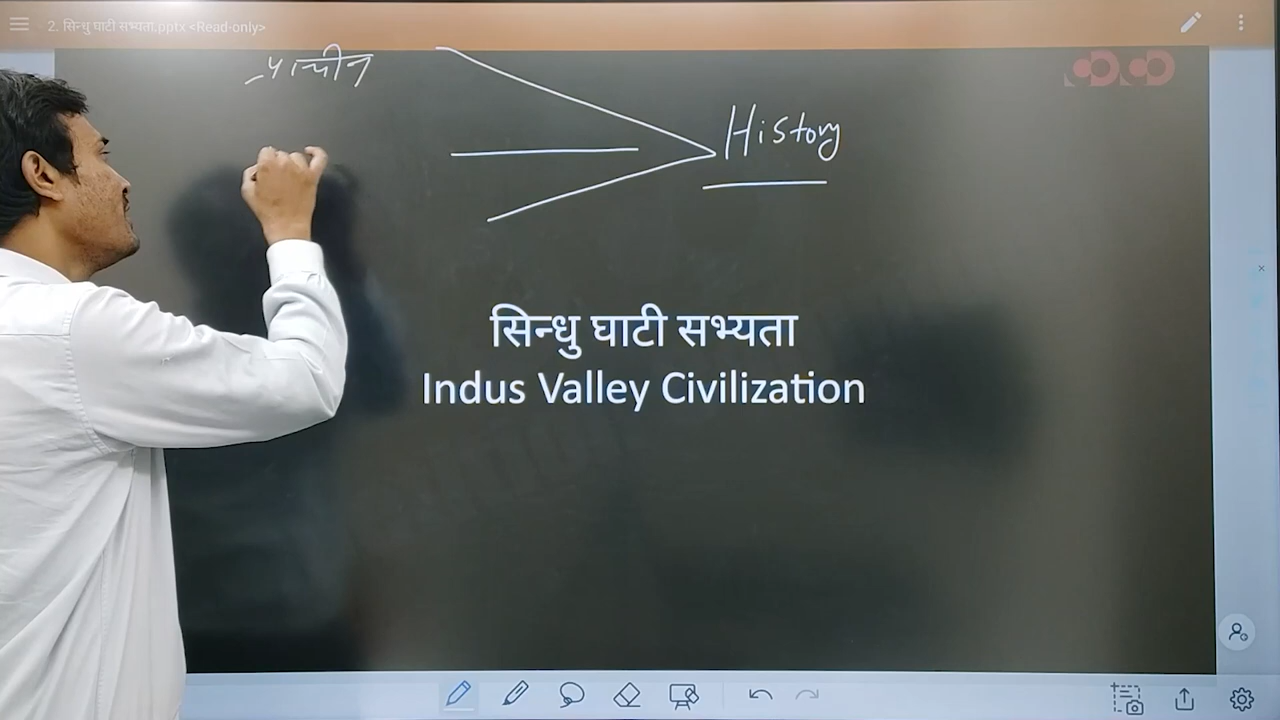 2. सिन्धु घाटी सभ्यता.pptx <Read-only>
प्राचीन
History
सिन्धु घाटी सभ्यता
Indus Valley Civilization